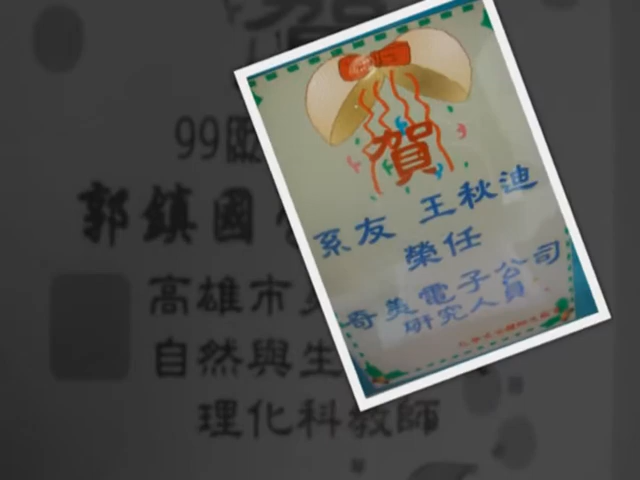 賀
99級
郭鎮國
高雄市
自然與生
理化科教師
賀
系友 王秋迪
榮任
奇美電子公司
研究人員